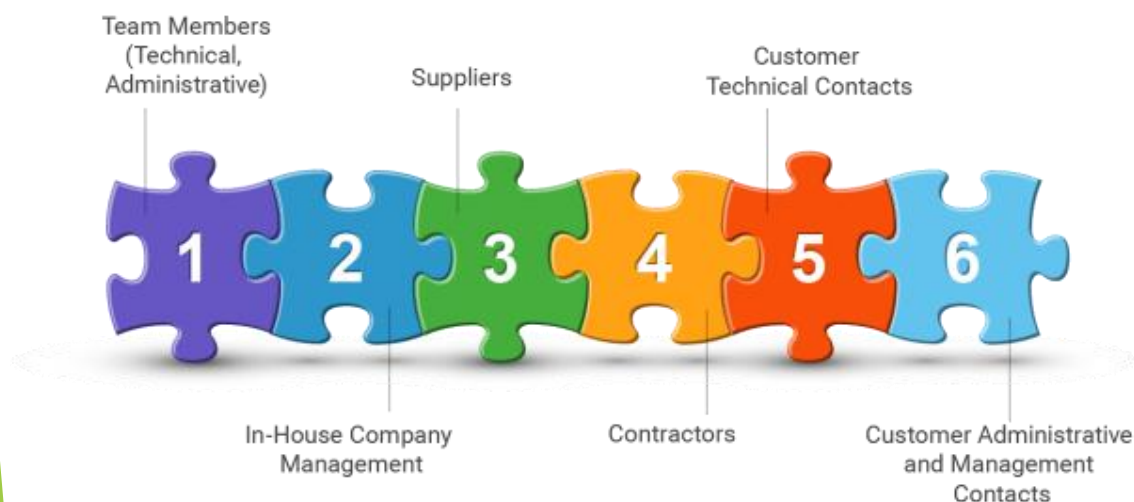 Team Members
(Technical,
Administrative)
Suppliers
Customer
Technical Contacts
1
2
3
4
5
6
In-House Company
Management
Contractors
Customer Administrative
and Management
Contacts